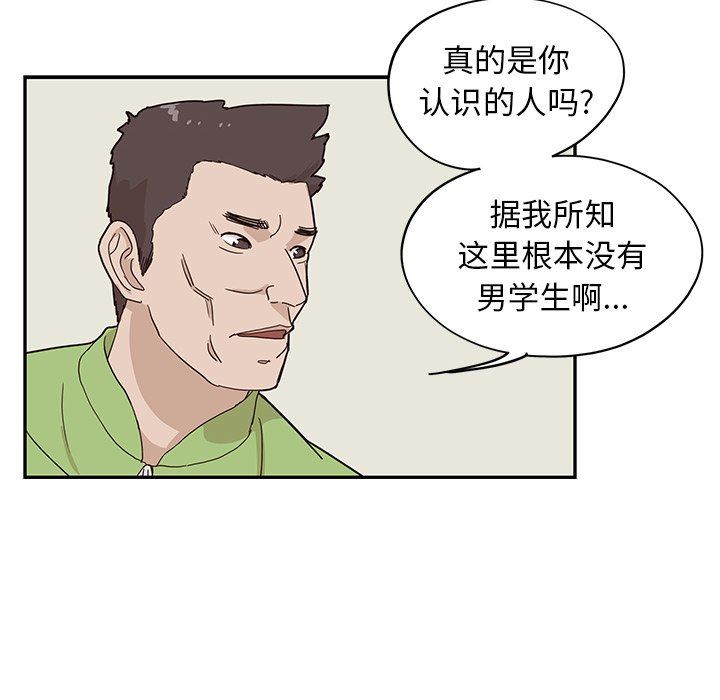 真的是你
认识的人吗?
据我所知
这里根本没有
男学生啊...